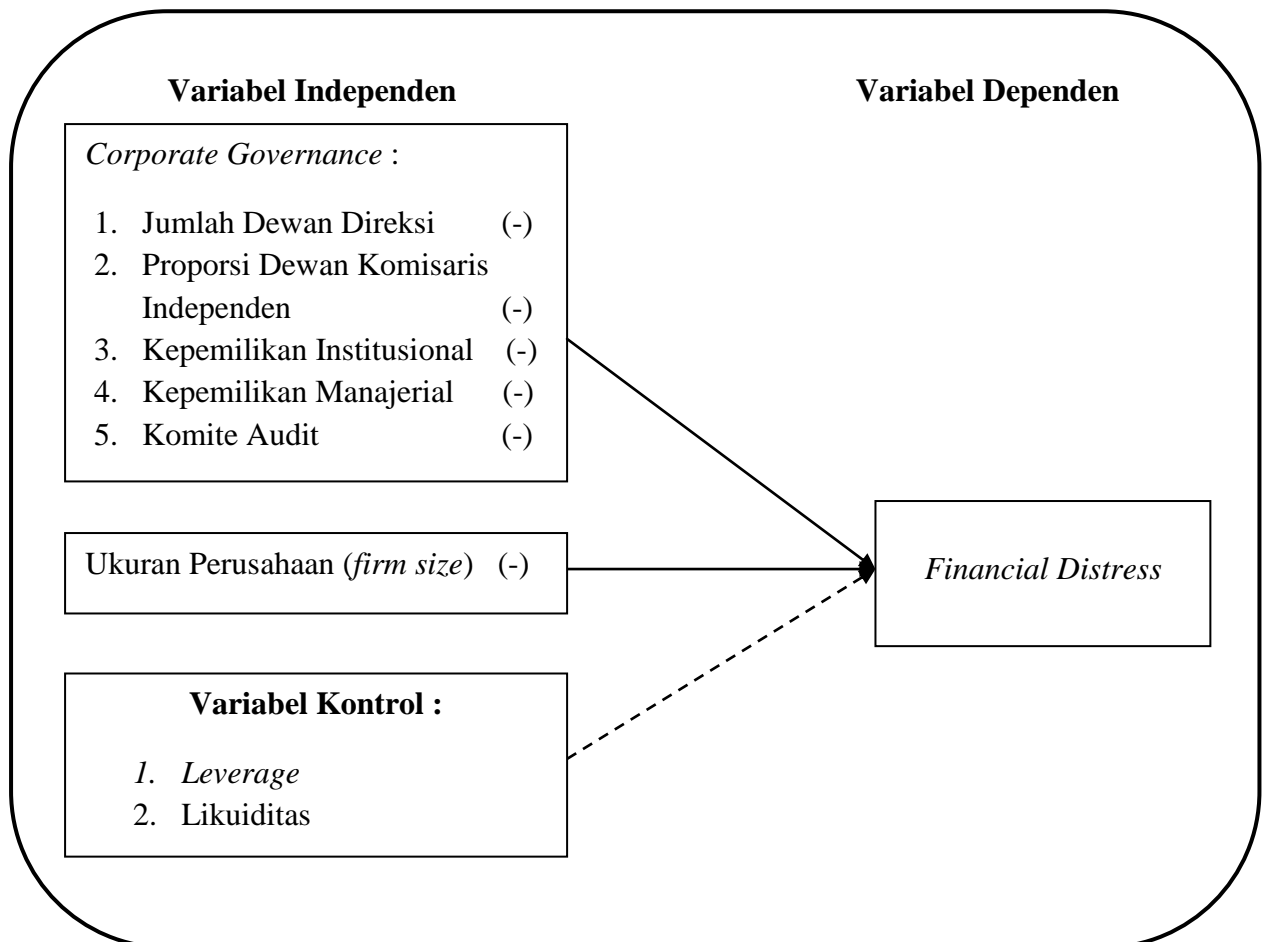 Variabel Independen
Variabel Dependen
Corporate Governance :
1. Jumlah Dewan Direksi (-)
2. Proporsi Dewan Komisaris
Independen (-)
3. Kepemilikan Institusional (-)
4. Kepemilikan Manajerial (-)
5. Komite Audit (-)
Ukuran Perusahaan (firm size) (-)
Financial Distress
Variabel Kontrol :
1. Leverage
2. Likuiditas